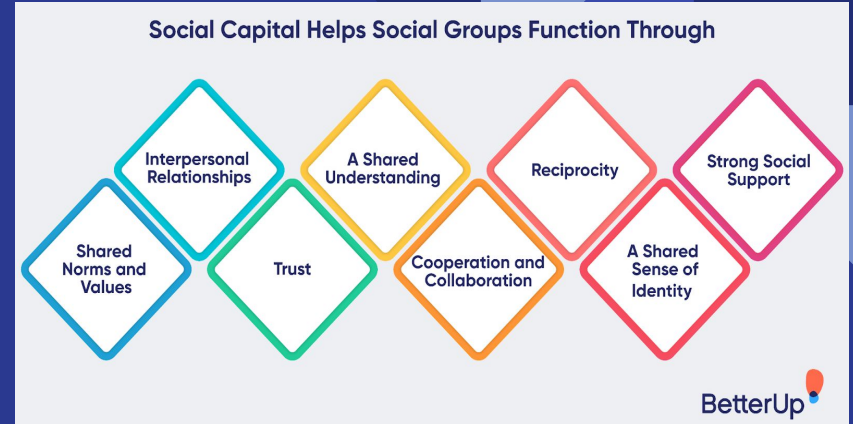 Social Capital Helps Social Groups Function Through
Interpersonal
Relationships
A Shared
Understanding
Reciprocity
Strong Social
Support
Shared
Norms and
Values
Trust
Cooperation and
Collaboration
A Shared
Sense of
Identity
BetterUp